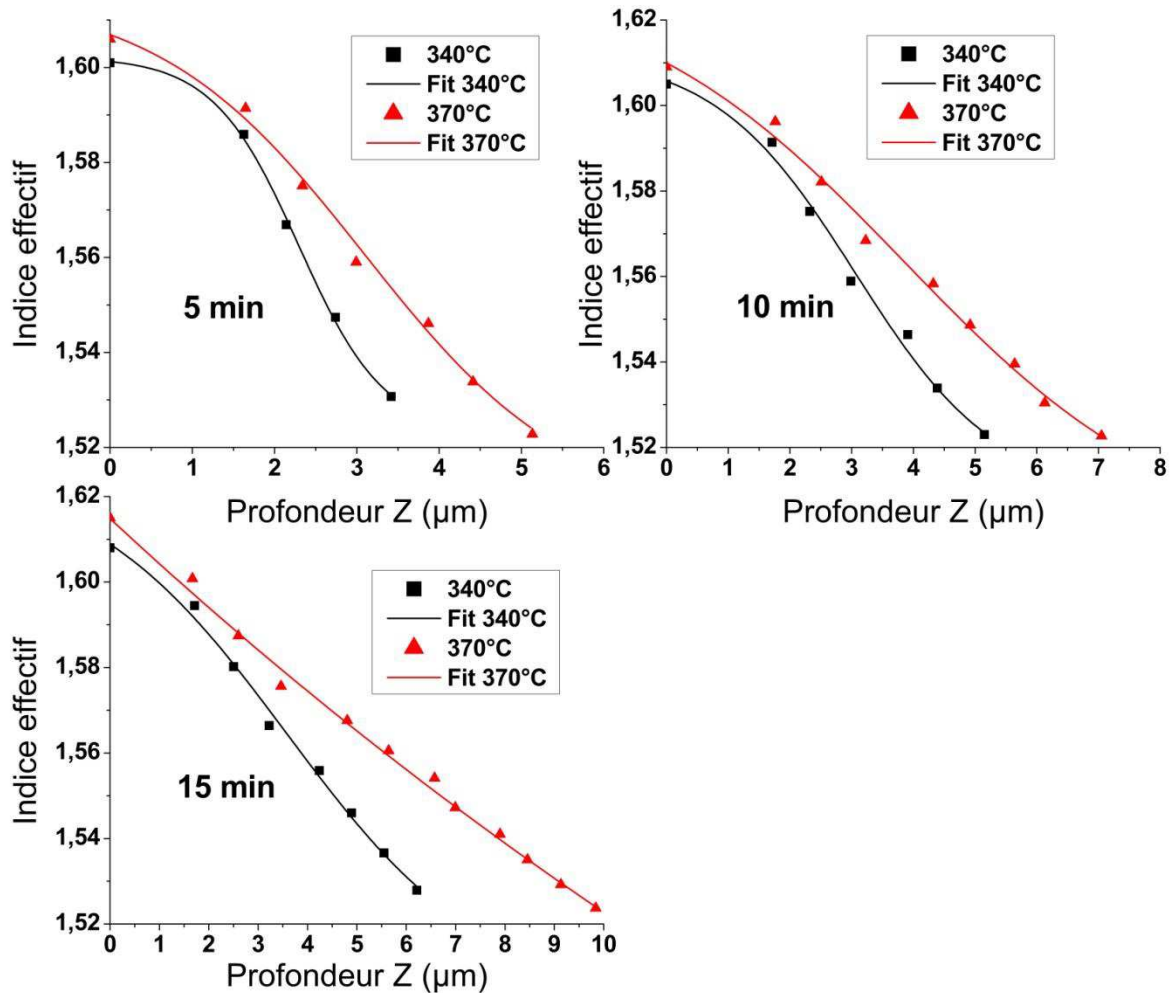 1,60
1,58
1,56
1,54
1,52
Indice effectif
340°C
Fit 340°C
370°C
Fit 370°C
5 min
0 1 2 3 4 5 6
Profondeur Z (µm)
1,62
1,60
1,58
1,56
1,54
1,52
Indice effectif
340°C
Fit 340°C
370°C
Fit 370°C
10 min
0 1 2 3 4 5 6 7 8
Profondeur Z (µm)
1,62
1,60
1,58
1,56
1,54
1,52
Indice effectif
340°C
Fit 340°C
370°C
Fit 370°C
15 min
0 1 2 3 4 5 6 7 8 9 10
Profondeur Z (µm)